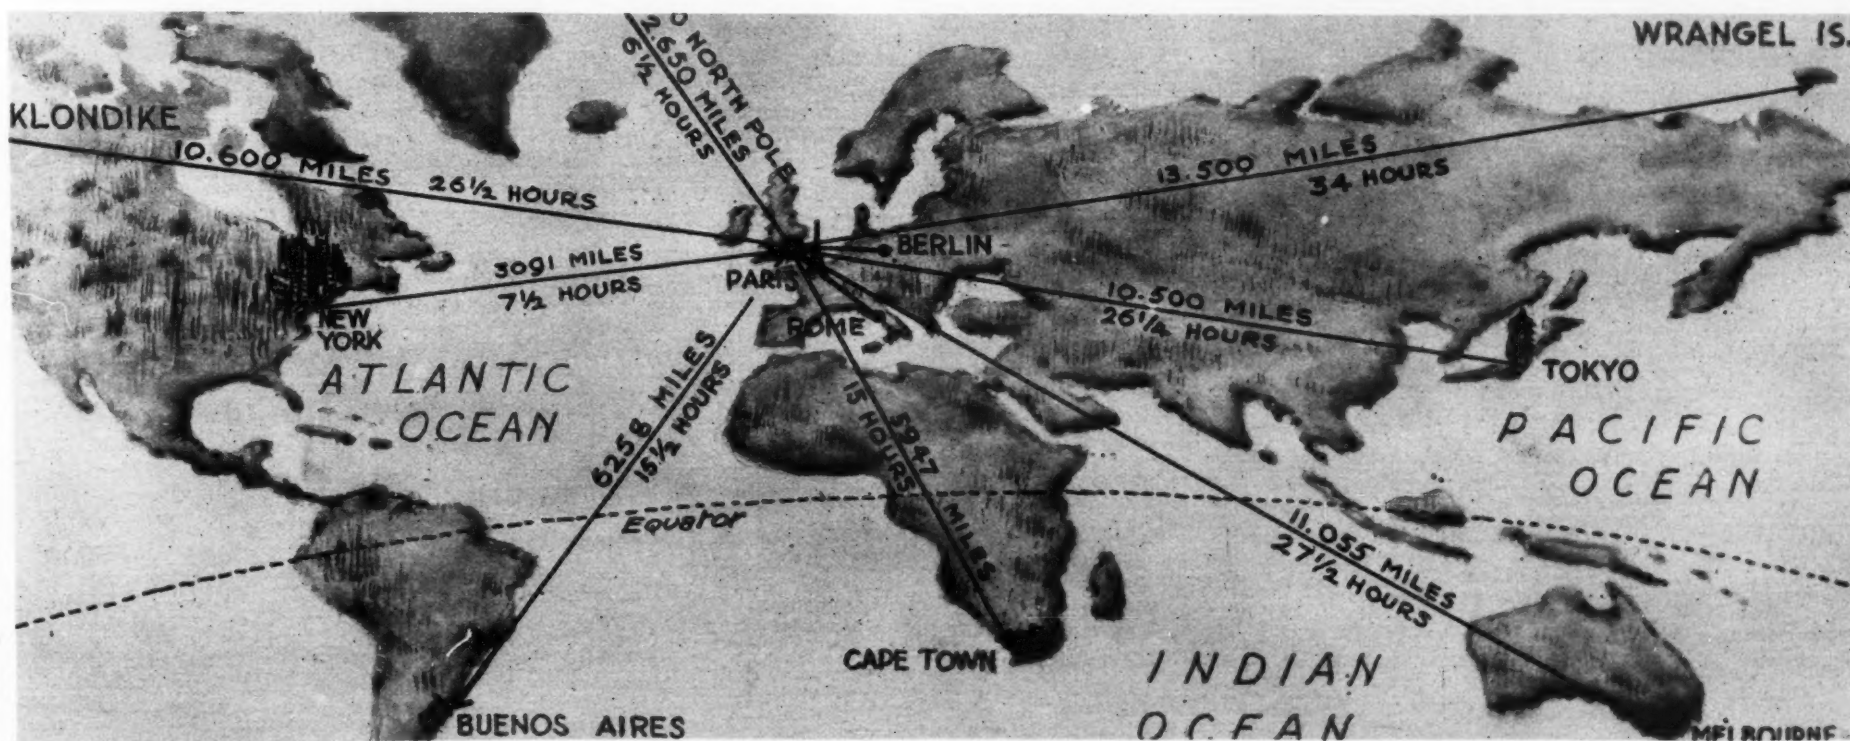 WRANGEL IS.
O NORTH POLE
2.650 MILES
6½ HOURS
KLONDIKE
10.600 MILES
26½ HOURS
13.500 MILES
34 HOURS
BERLIN
PARIS
3091 MILES
7½ HOURS
NEW
YORK
ROME
10.500 MILES
26¼ HOURS
TOKYO
ATLANTIC
OCEAN
6258 MILES
15½ HOURS
5947 MILES
15 HOURS
PACIFIC
OCEAN
Equator
11.055 MILES
27½ HOURS
CAPE TOWN
INDIAN
OCEAN
BUENOS AIRES
MELBOURNE